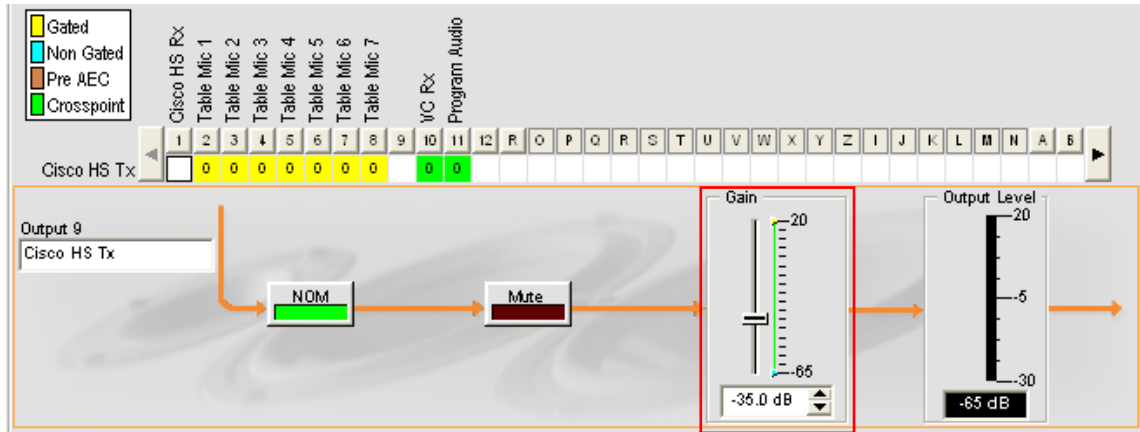 Gated
Non Gated
Pre AEC
Crosspoint
Cisco HS Rx
Table Mic 1
Table Mic 2
Table Mic 3
Table Mic 4
Table Mic 5
Table Mic 6
Table Mic 7
VC Rx
Program Audio
1 2 3 4 5 6 7 8 9 10 11 12 R O P Q R S T U V W X Y Z I J K L M N A B
Cisco HS Tx 0 0 0 0 0 0 0 0 0
Output 9
Cisco HS Tx
NOM
Mute
Gain
20
-65
-35.0 dB
Output Level
20
-5
-30
-65 dB